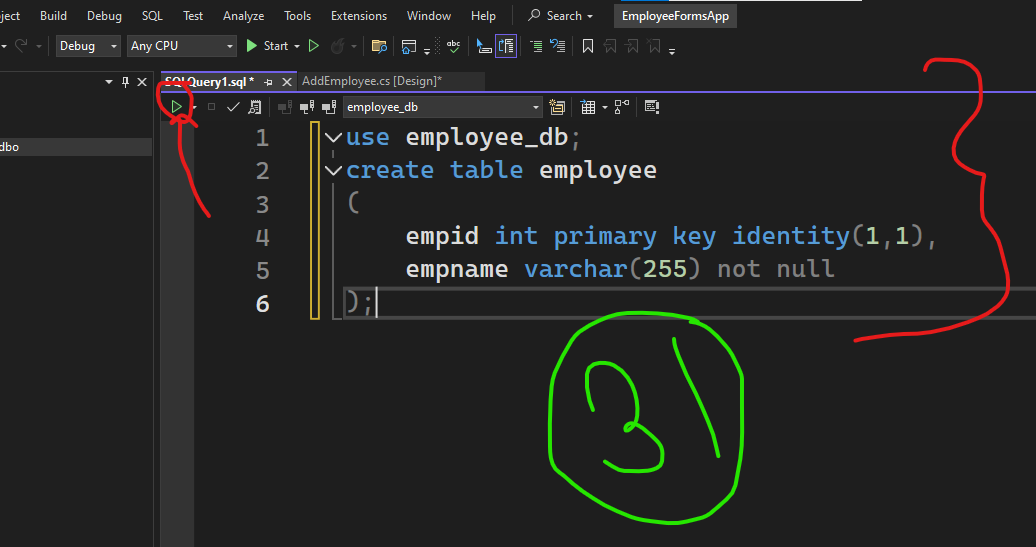 ject Build Debug SQL Test Analyze Tools Extensions Window Help Search EmployeeFormsApp
Debug Any CPU Start abc
SQLQuery1.sql * AddEmployee.cs [Design]*
employee_db
1 use employee_db;
dbo
2 create table employee
3 (
4 empid int primary key identity(1,1),
5 empname varchar(255) not null
6 );
31